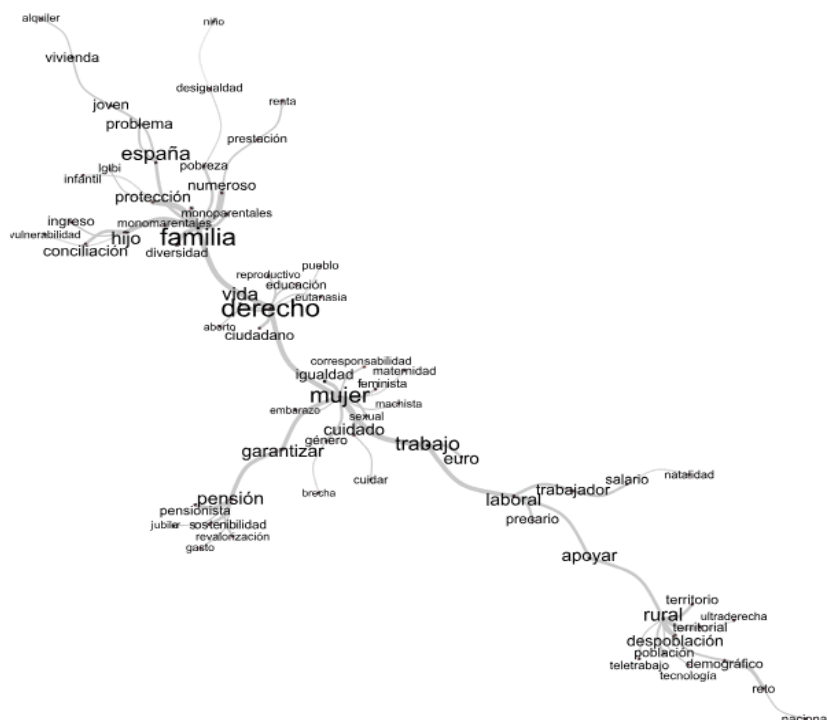 alquiler
niño
vivienda
desigualdad
renta
joven
problema
prestación
españa
pobreza
lgtbi
infantil
numeroso
protección
monoparentales
ingreso
monomarentales
vulnerabilidad
hijo
familia
conciliación
diversidad
pueblo
reproductivo
educación
vida
eutanasia
derecho
aborto
ciudadano
corresponsabilidad
maternidad
igualdad
feminista
mujer
machista
embarazo
sexual
cuidado
género
trabajo
garantizar
euro
cuidar
salario
natalidad
brecha
trabajador
laboral
pensión
pensionista
precario
jubilar
sostenibilidad
revalorización
gasto
apoyar
territorio
rural
ultraderecha
territorial
despoblación
población
teletrabajo
demográfico
tecnología
reto